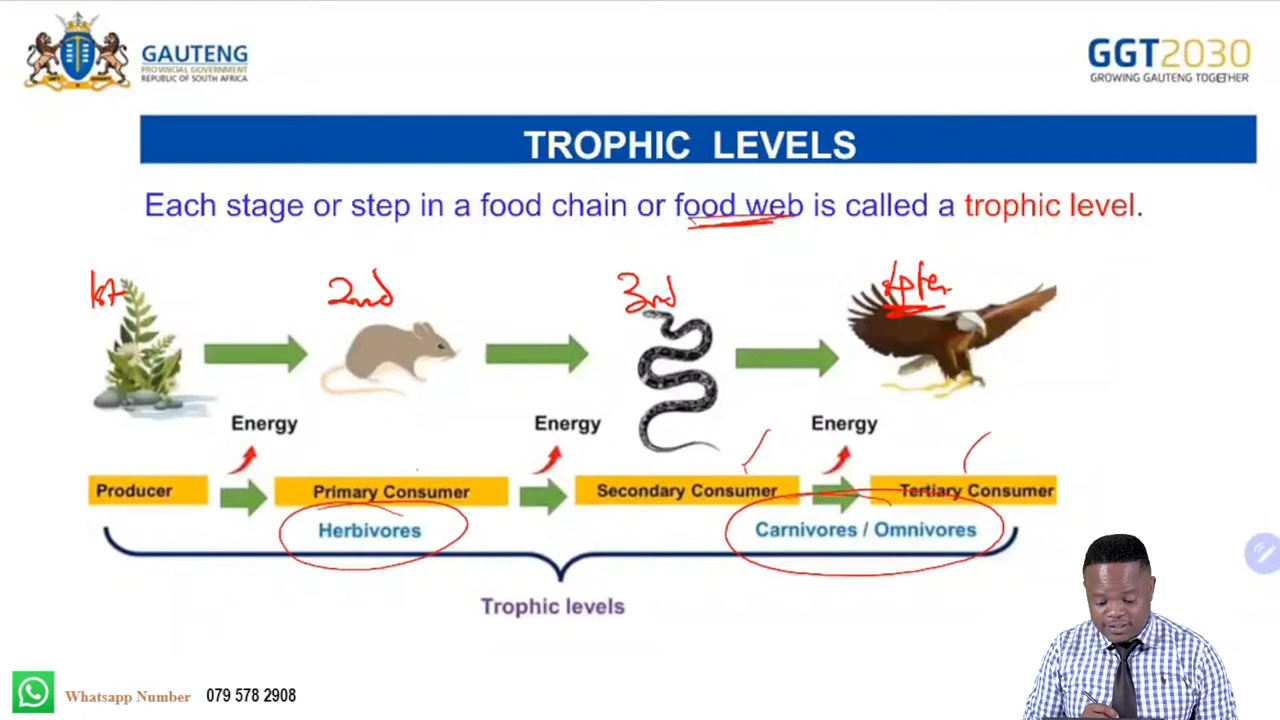 GAUTENG
PROVINCIAL GOVERNMENT
REPUBLIC OF SOUTH AFRICA
GGT2030
GROWING GAUTENG TOGETHER
TROPHIC LEVELS
Each stage or step in a food chain or food web is called a trophic level.
1st 2nd 3rd
Energy Energy Energy
Producer Primary Consumer Secondary Consumer Tertiary Consumer
Herbivores Carnivores / Omnivores
Trophic levels
Whatsapp Number 079 578 2908